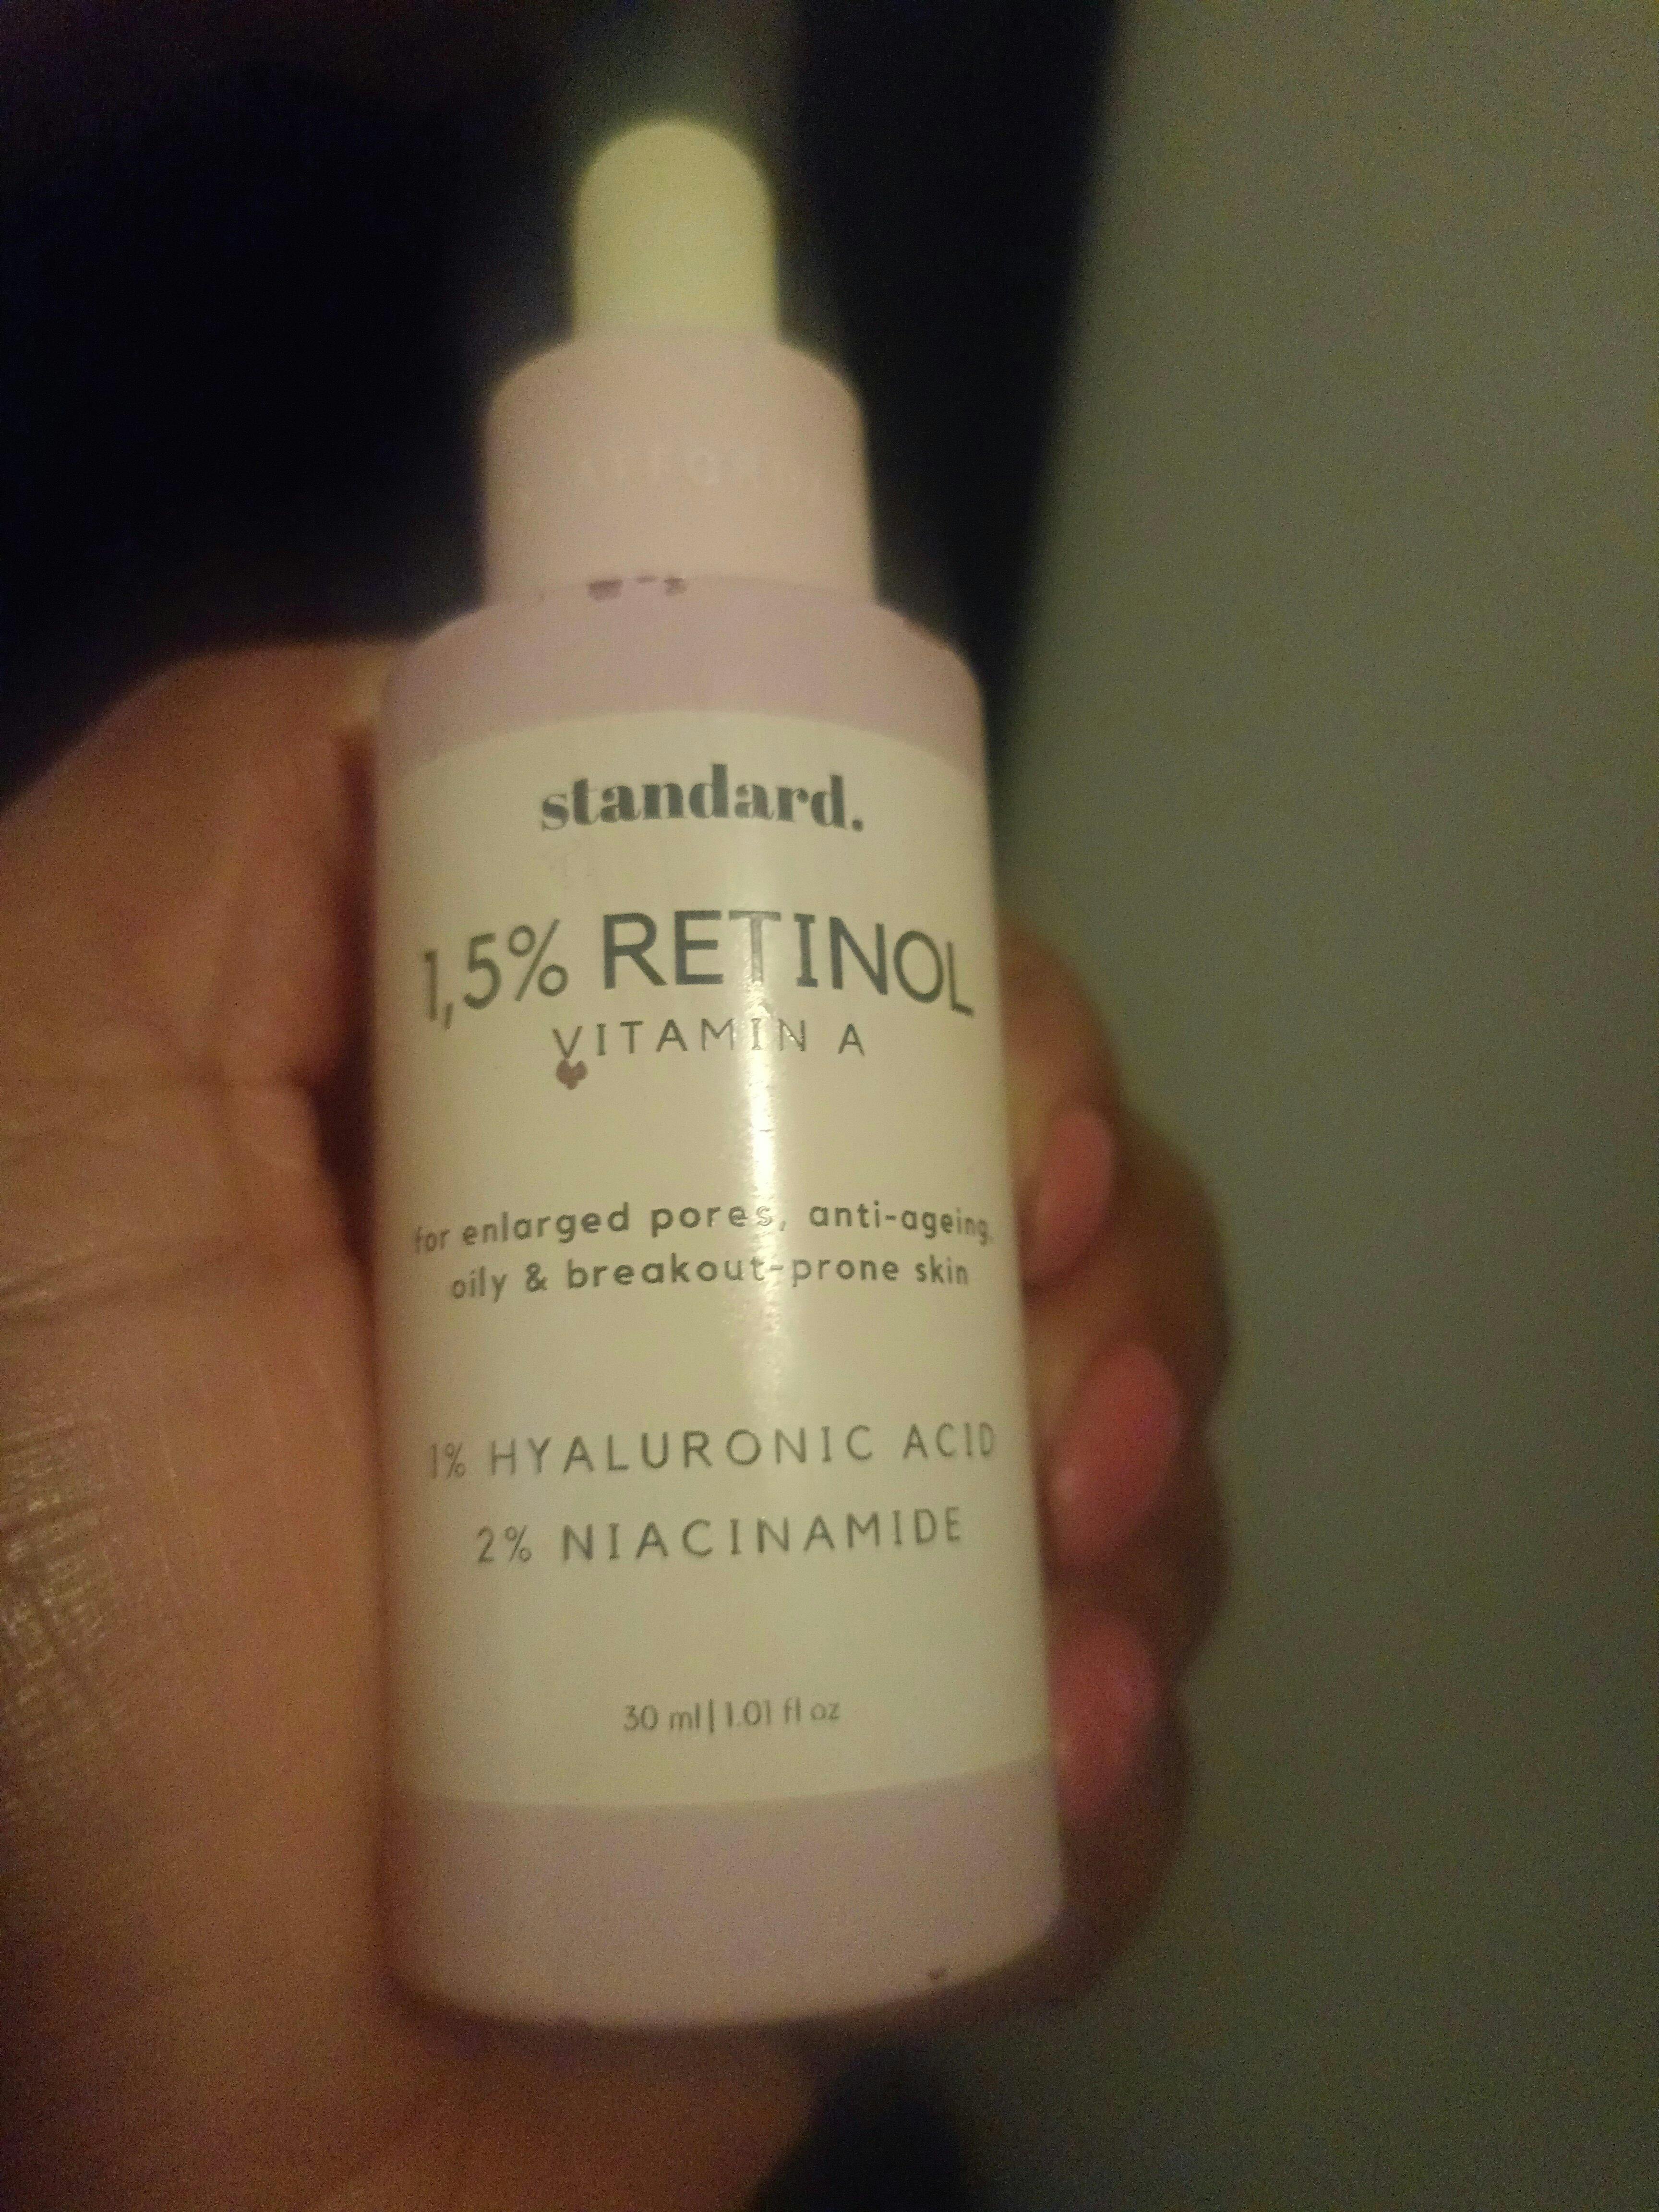 standard.
1,5% RETINOL
VITAMIN A
for enlarged pores, anti-ageing,
oily & breakout-prone skin
1% HYALURONIC ACID
2% NIACINAMIDE
30 ml | 1.01 fl oz